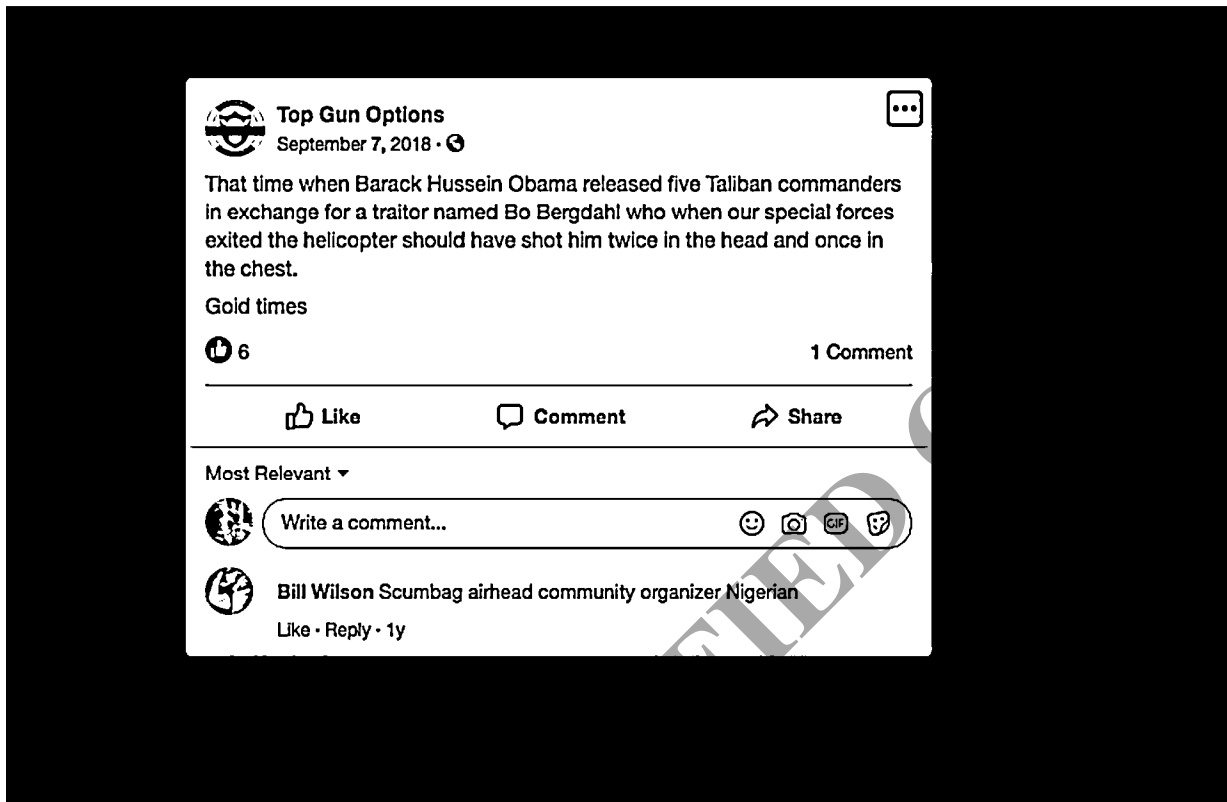 Top Gun Options
September 7, 2018 ·
That time when Barack Hussein Obama released five Taliban commanders
in exchange for a traitor named Bo Bergdahl who when our special forces
exited the helicopter should have shot him twice in the head and once in
the chest.
Gold times
6
1 Comment
Like
Comment
Share
Most Relevant
Write a comment...
GIF
Bill Wilson Scumbag airhead community organizer Nigerian
Like · Reply · 1y